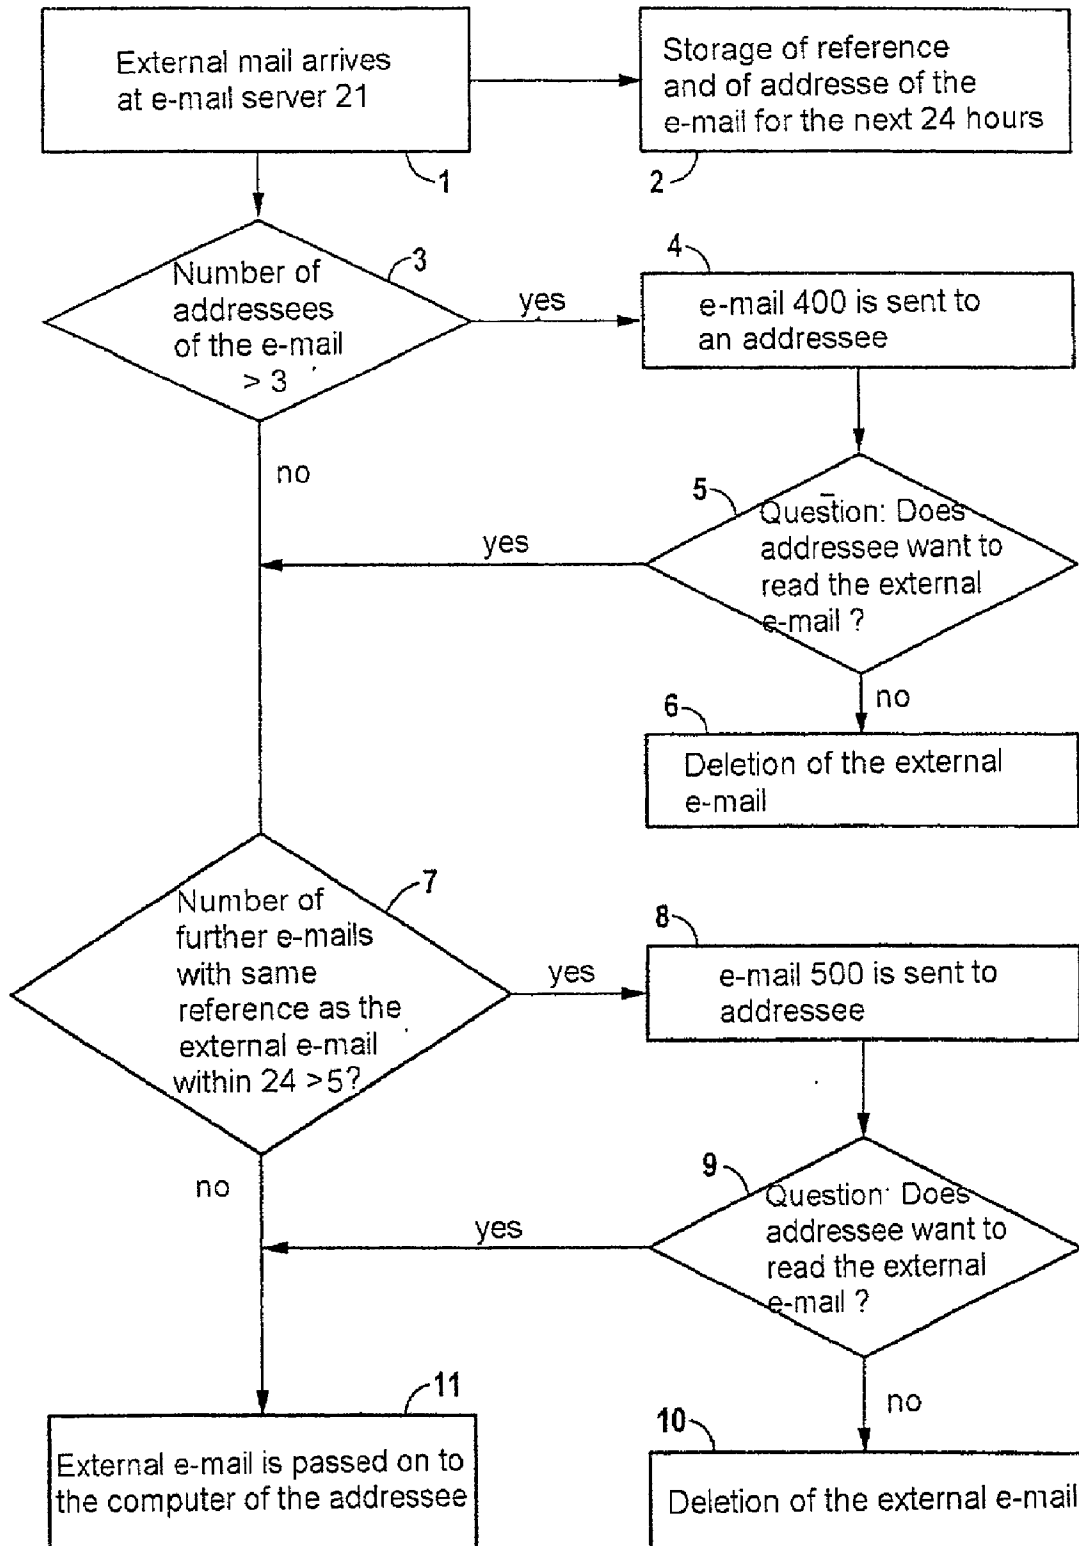 External mail arrives
at e-mail server 21
1
Storage of reference
and of addresse of the
e-mail for the next 24 hours
2
3
Number of
addressees
of the e-mail
> 3
yes
no
4
e-mail 400 is sent to
an addressee
5
Question: Does
addressee want to
read the external
e-mail ?
yes
no
6
Deletion of the external
e-mail
7
Number of
further e-mails
with same
reference as the
external e-mail
within 24 >5?
yes
no
8
e-mail 500 is sent to
addressee
9
Question: Does
addressee want to
read the external
e-mail ?
yes
no
10
Deletion of the external e-mail
11
External e-mail is passed on to
the computer of the addressee